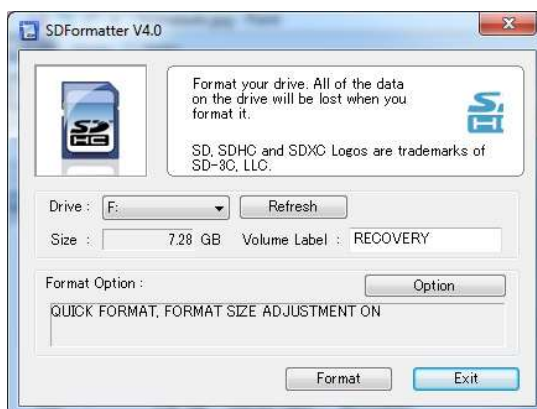 SDFormatter V4.0
Format your drive. All of the data
on the drive will be lost when you
format it.
SD, SDHC and SDXC Logos are trademarks of
SD-3C, LLC.
Drive : F: Refresh
Size : 7.28 GB Volume Label : RECOVERY
Format Option :
Option
QUICK FORMAT, FORMAT SIZE ADJUSTMENT ON
Format Exit